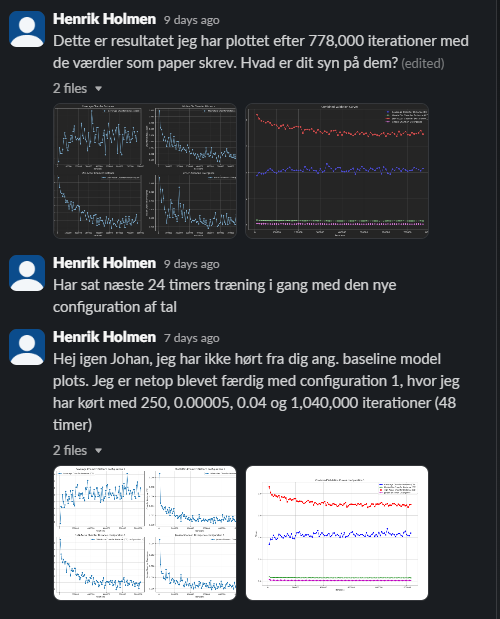 Henrik Holmen 9 days ago
Dette er resultatet jeg har plottet efter 778,000 iterationer med
de værdier som paper skrev. Hvad er dit syn på dem? (edited)
2 files
Henrik Holmen 9 days ago
Har sat næste 24 timers træning i gang med den nye
configuration af tal
Henrik Holmen 7 days ago
Hej igen Johan, jeg har ikke hørt fra dig ang. baseline model
plots. Jeg er netop blevet færdig med configuration 1, hvor jeg
har kørt med 250, 0.00005, 0.04 og 1,040,000 iterationer (48
timer)
2 files